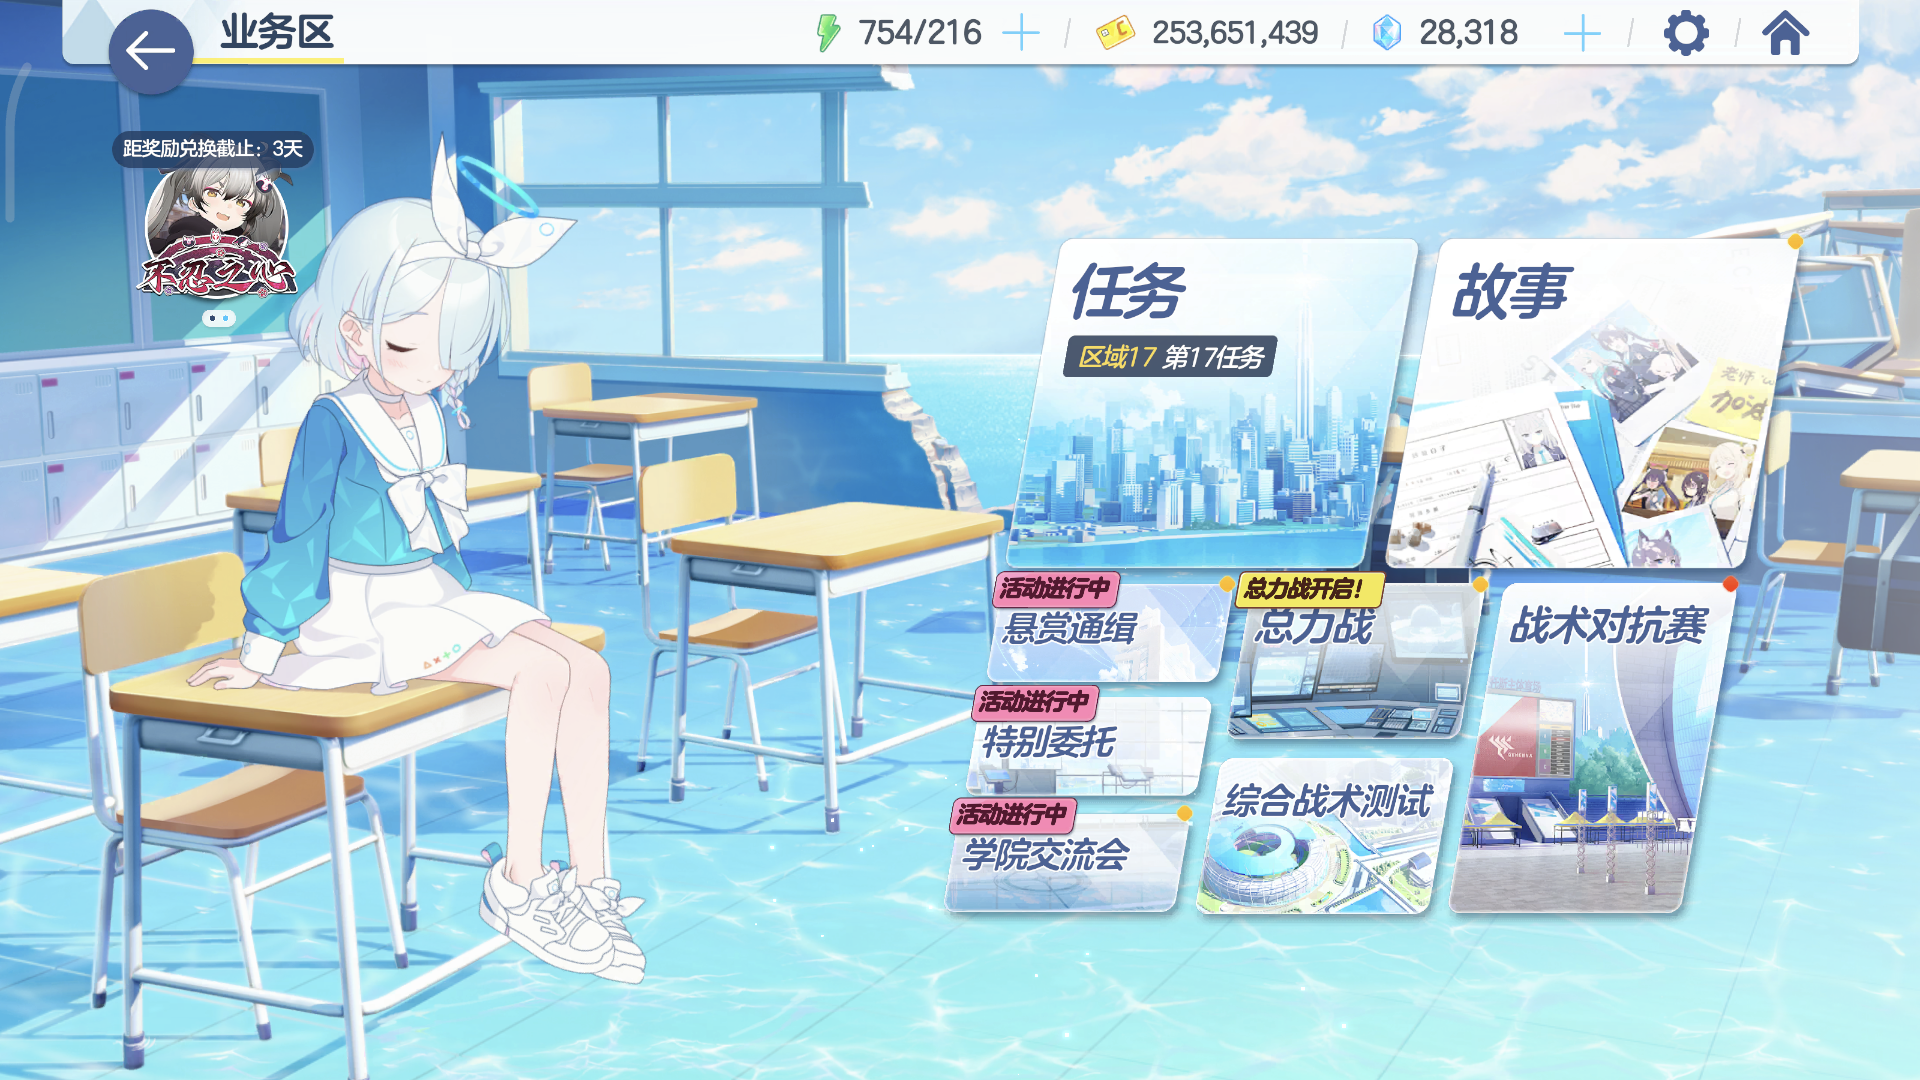 业务区
754/216
253,651,439
28,318
距奖励兑换截止：3天
不忍之心
任务
区域17 第17任务
故事
老师
加油
活动进行中
悬赏通缉
总力战开启！
总力战
战术对抗赛
活动进行中
特别委托
综合战术测试
活动进行中
学院交流会